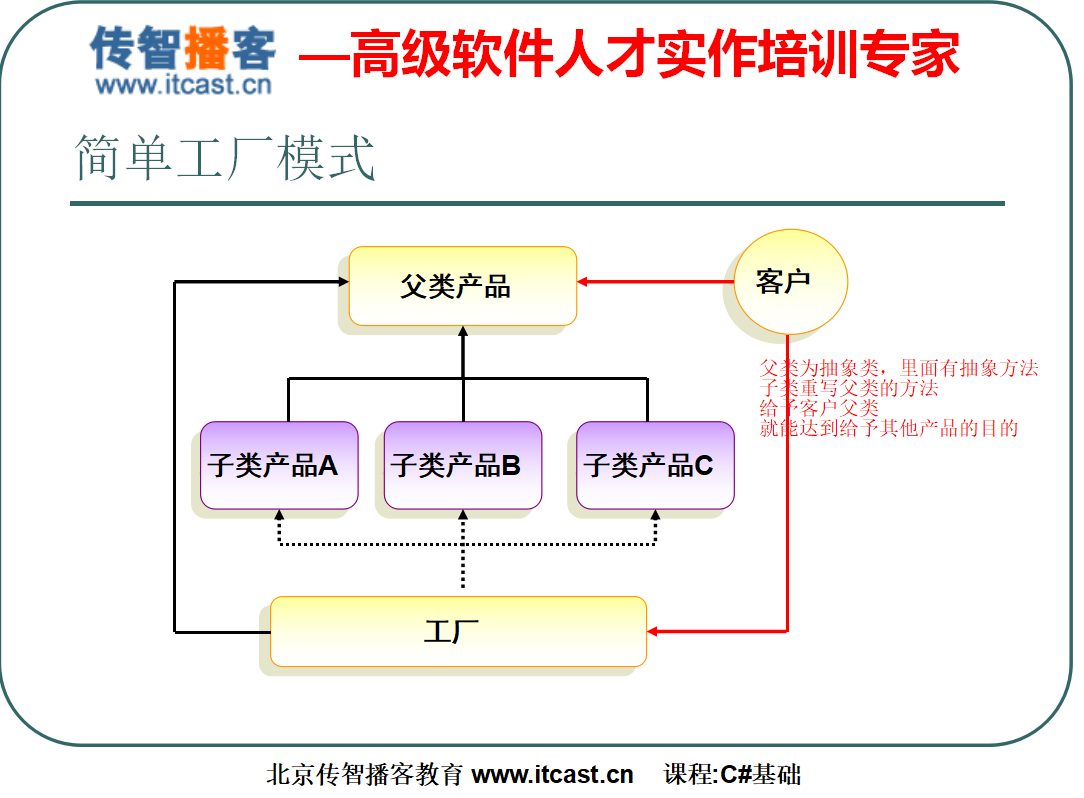 传智播客 —高级软件人才实作培训专家
www.itcast.cn
简单工厂模式
父类产品
客户
父类为抽象类，里面有抽象方法
子类重写父类的方法
给予客户父类
就能达到给予其他产品的目的
子类产品A
子类产品B
子类产品C
工厂
北京传智播客教育 www.itcast.cn 课程:C#基础